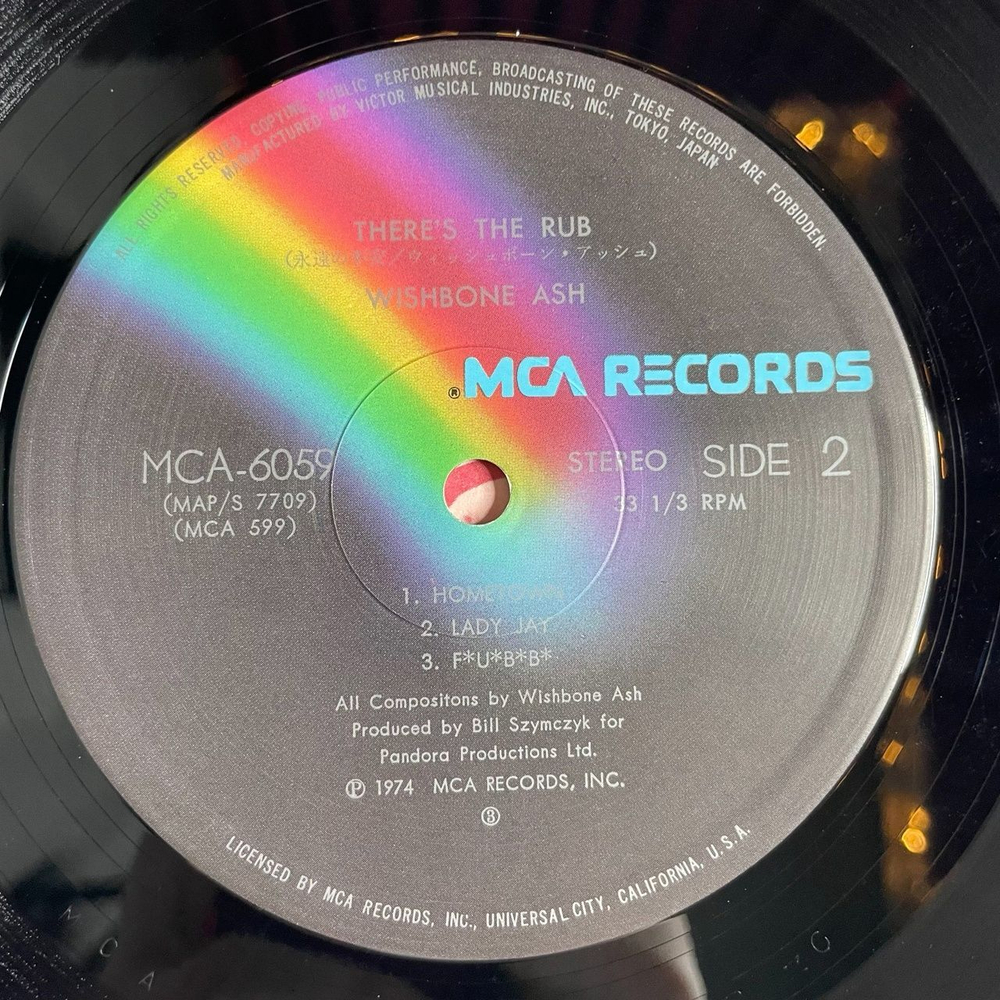 ALL RIGHTS RESERVED. COPYING, PUBLIC PERFORMANCE, BROADCASTING OF THESE RECORDS ARE FORBIDDEN.
MANUFACTURED BY VICTOR MUSICAL INDUSTRIES, INC., TOKYO, JAPAN
THERE'S THE RUB
(永遠の/ウィッシュボーン・アッシュ)
WISHBONE ASH
® MCA RECORDS
MCA-6059
(MAP/S 7709)
(MCA 599)
STEREO SIDE 2
33 1/3 RPM
1. HOMETOWN
2. LADY JAY
3. F*U*B*B*
All Compositons by Wishbone Ash
Produced by Bill Szymczyk for
Pandora Productions Ltd.
Ⓟ 1974 MCA RECORDS, INC.
③
LICENSED BY MCA RECORDS, INC., UNIVERSAL CITY, CALIFORNIA, U.S.A.
M C A